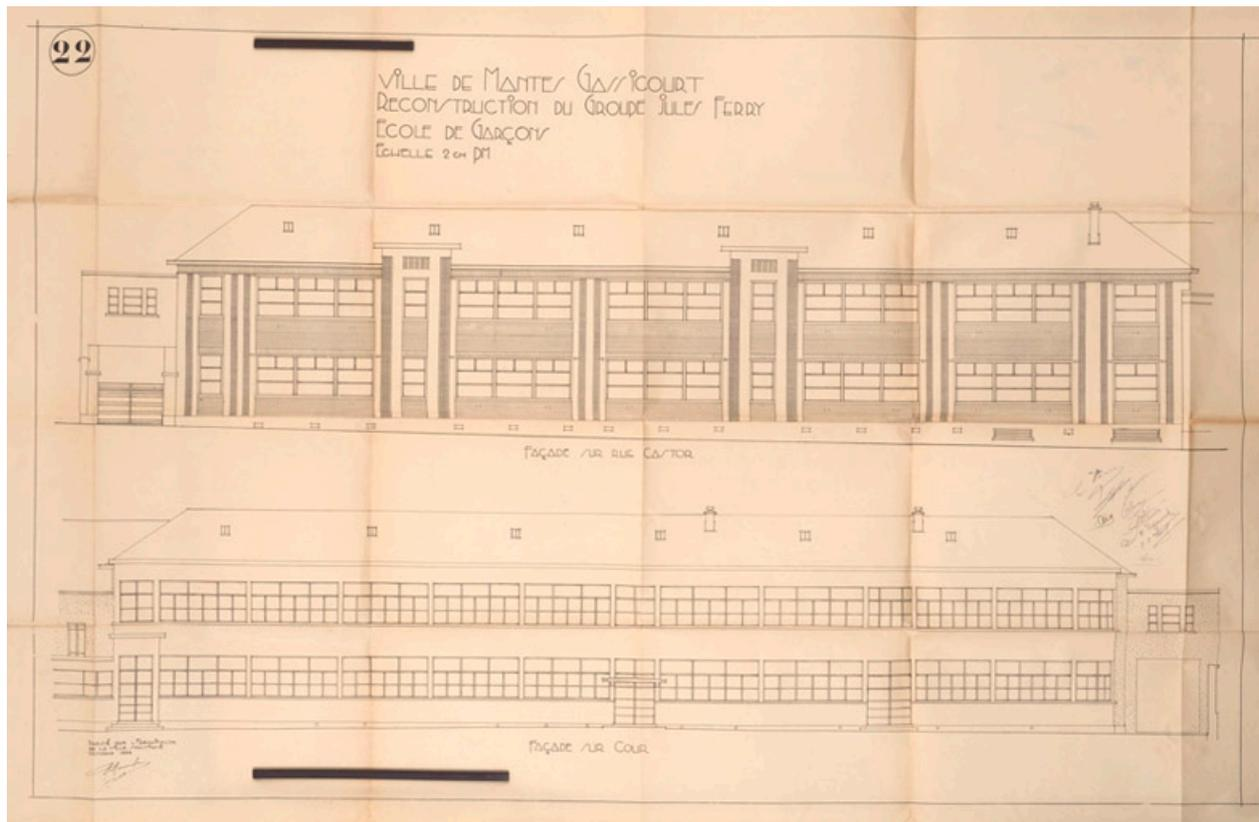 22
VILLE DE MANTES GASSICOURT
RECONSTRUCTION DU GROUPE JULES FERRY
ECOLE DE GARÇONS
ECHELLE 2 CM PM
FAÇADE SUR RUE CASTOR
FAÇADE SUR COUR